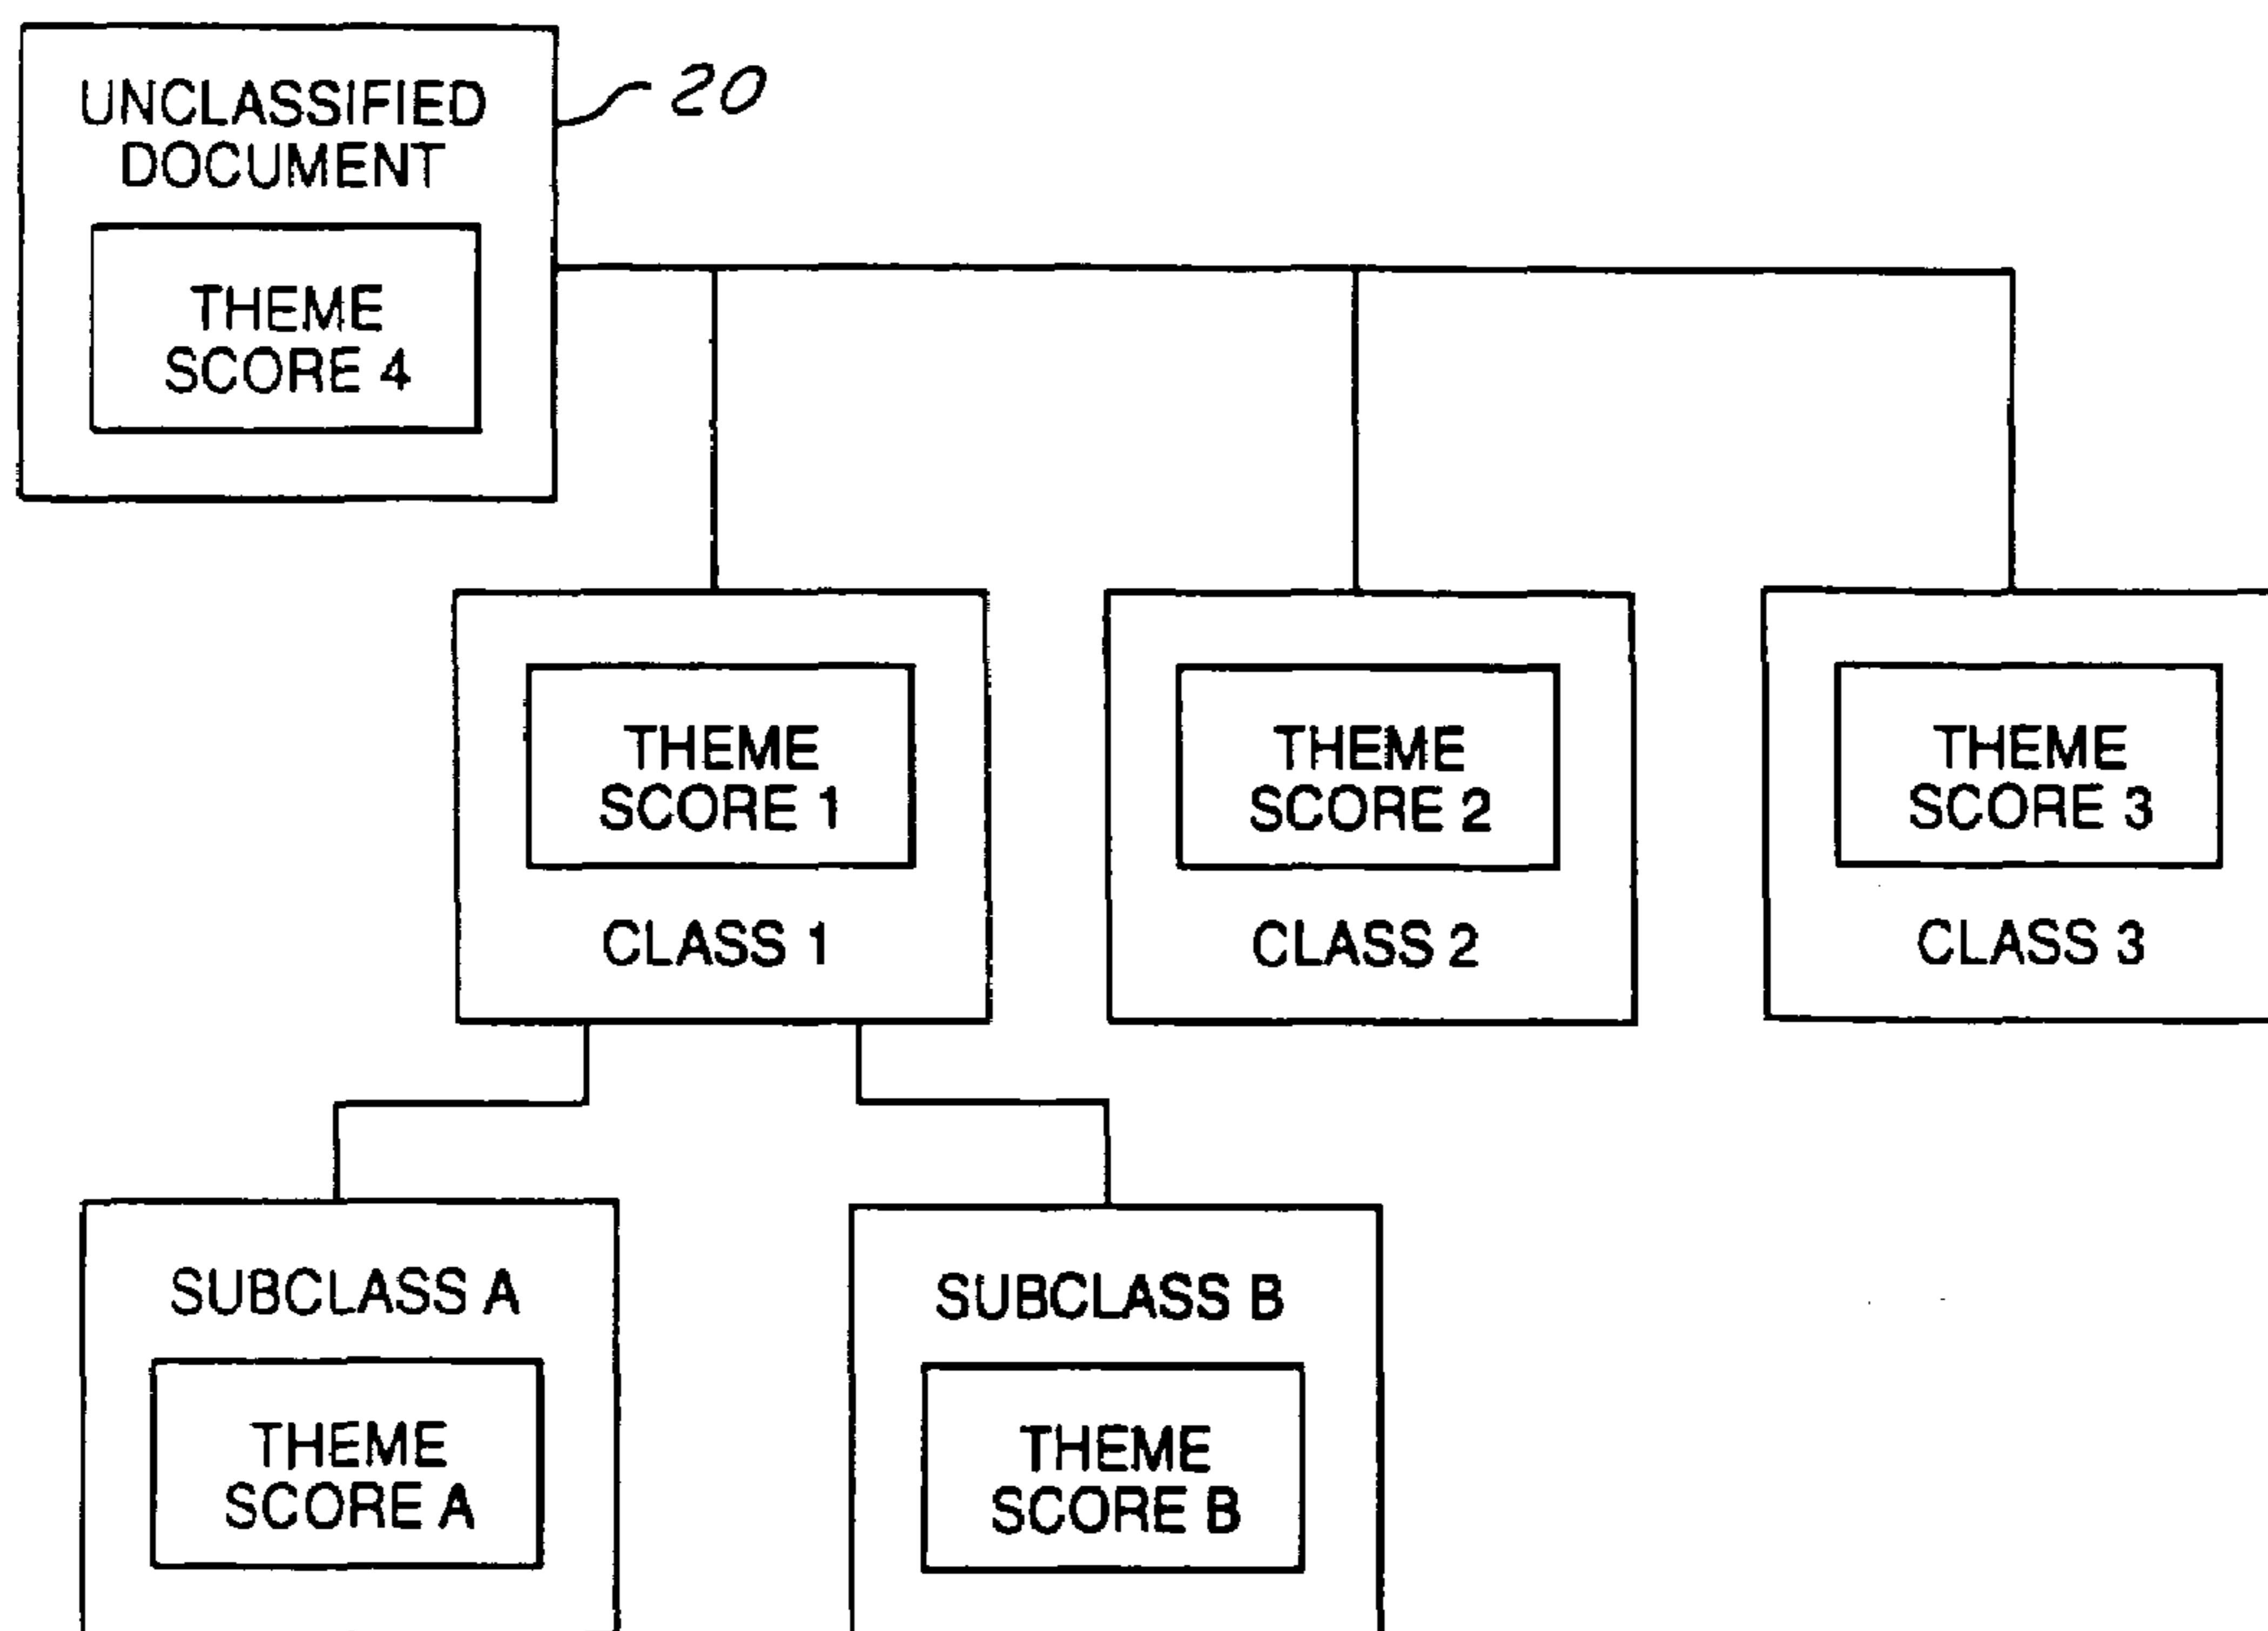 UNCLASSIFIED
DOCUMENT
20
THEME
SCORE 4
THEME
SCORE 1
CLASS 1
THEME
SCORE 2
CLASS 2
THEME
SCORE 3
CLASS 3
SUBCLASS A
THEME
SCORE A
SUBCLASS B
THEME
SCORE B